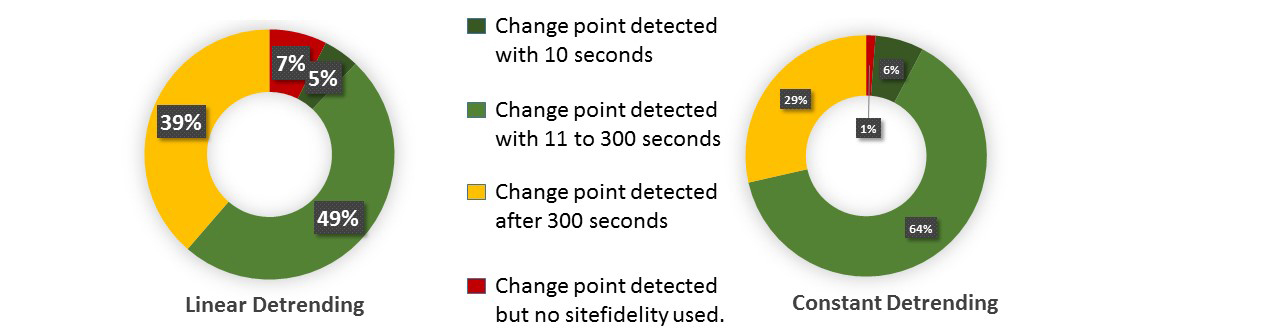 7%
5%
39%
49%
Linear Detrending
Change point detected
with 10 seconds
Change point detected
with 11 to 300 seconds
Change point detected
after 300 seconds
Change point detected
but no sitefidelity used.
6%
29%
1%
64%
Constant Detrending